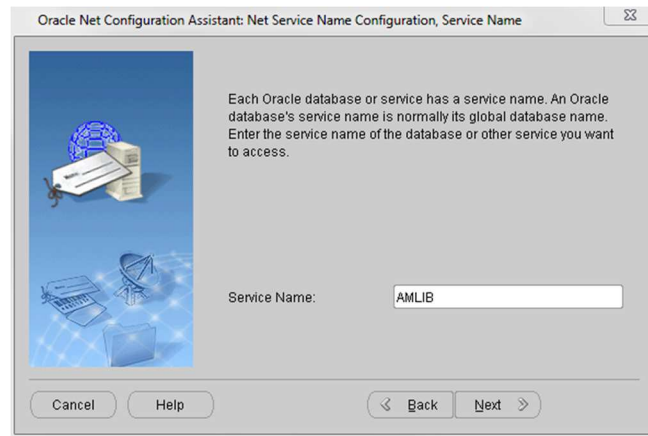 Oracle Net Configuration Assistant: Net Service Name Configuration, Service Name
Each Oracle database or service has a service name. An Oracle
database's service name is normally its global database name.
Enter the service name of the database or other service you want
to access.
Service Name:
AMLIB
Cancel
Help
Back
Next